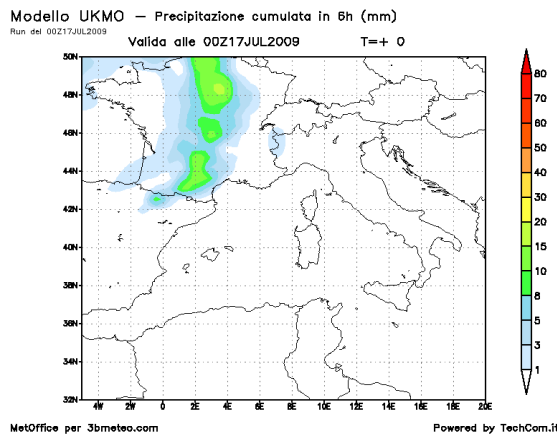 Modello UKMO – Precipitazione cumulata in 6h (mm)
Run del 00Z17JUL2009
Valida alle 00Z17JUL2009 T=+ 0
50N
48N
46N
44N
42N
40N
38N
36N
34N
32N
4W 2W 0 2E 4E 6E 8E 10E 12E 14E 16E 18E 20E
80
70
60
50
40
30
20
15
10
8
5
3
1
MetOffice per 3bmeteo.com Powered by TechCom.it